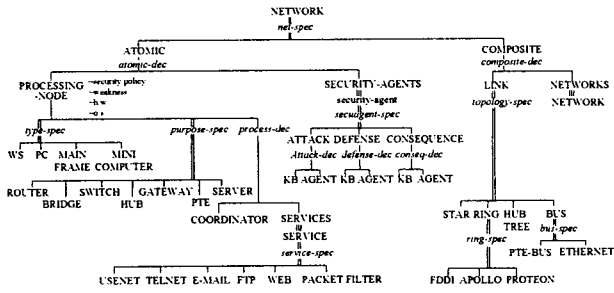 NETWORK
net-spec
ATOMIC
atomic-dec
COMPOSITE
composite-dec
PROCESSING
-NODE
security policy
weakness
h w
o s
SECURITY-AGENTS
security-agent
secuagent-spec
LINK
topology-spec
NETWORKS
NETWORK
type-spec
purpose-spec
process-dec
ATTACK DEFENSE CONSEQUENCE
Attack-dec defense-dec conseq-dec
WS PC MAIN MINI
FRAME COMPUTER
KB AGENT KB AGENT KB AGENT
ROUTER SWITCH GATEWAY SERVER
BRIDGE HUB PTE
COORDINATOR SERVICES
SERVICE
service-spec
STAR RING HUB BUS
TREE
bus-spec
ring-spec
PTE-BUS ETHERNET
USENET TELNET E-MAIL FTP WEB PACKET FILTER
FDDI APOLLO PROTEON